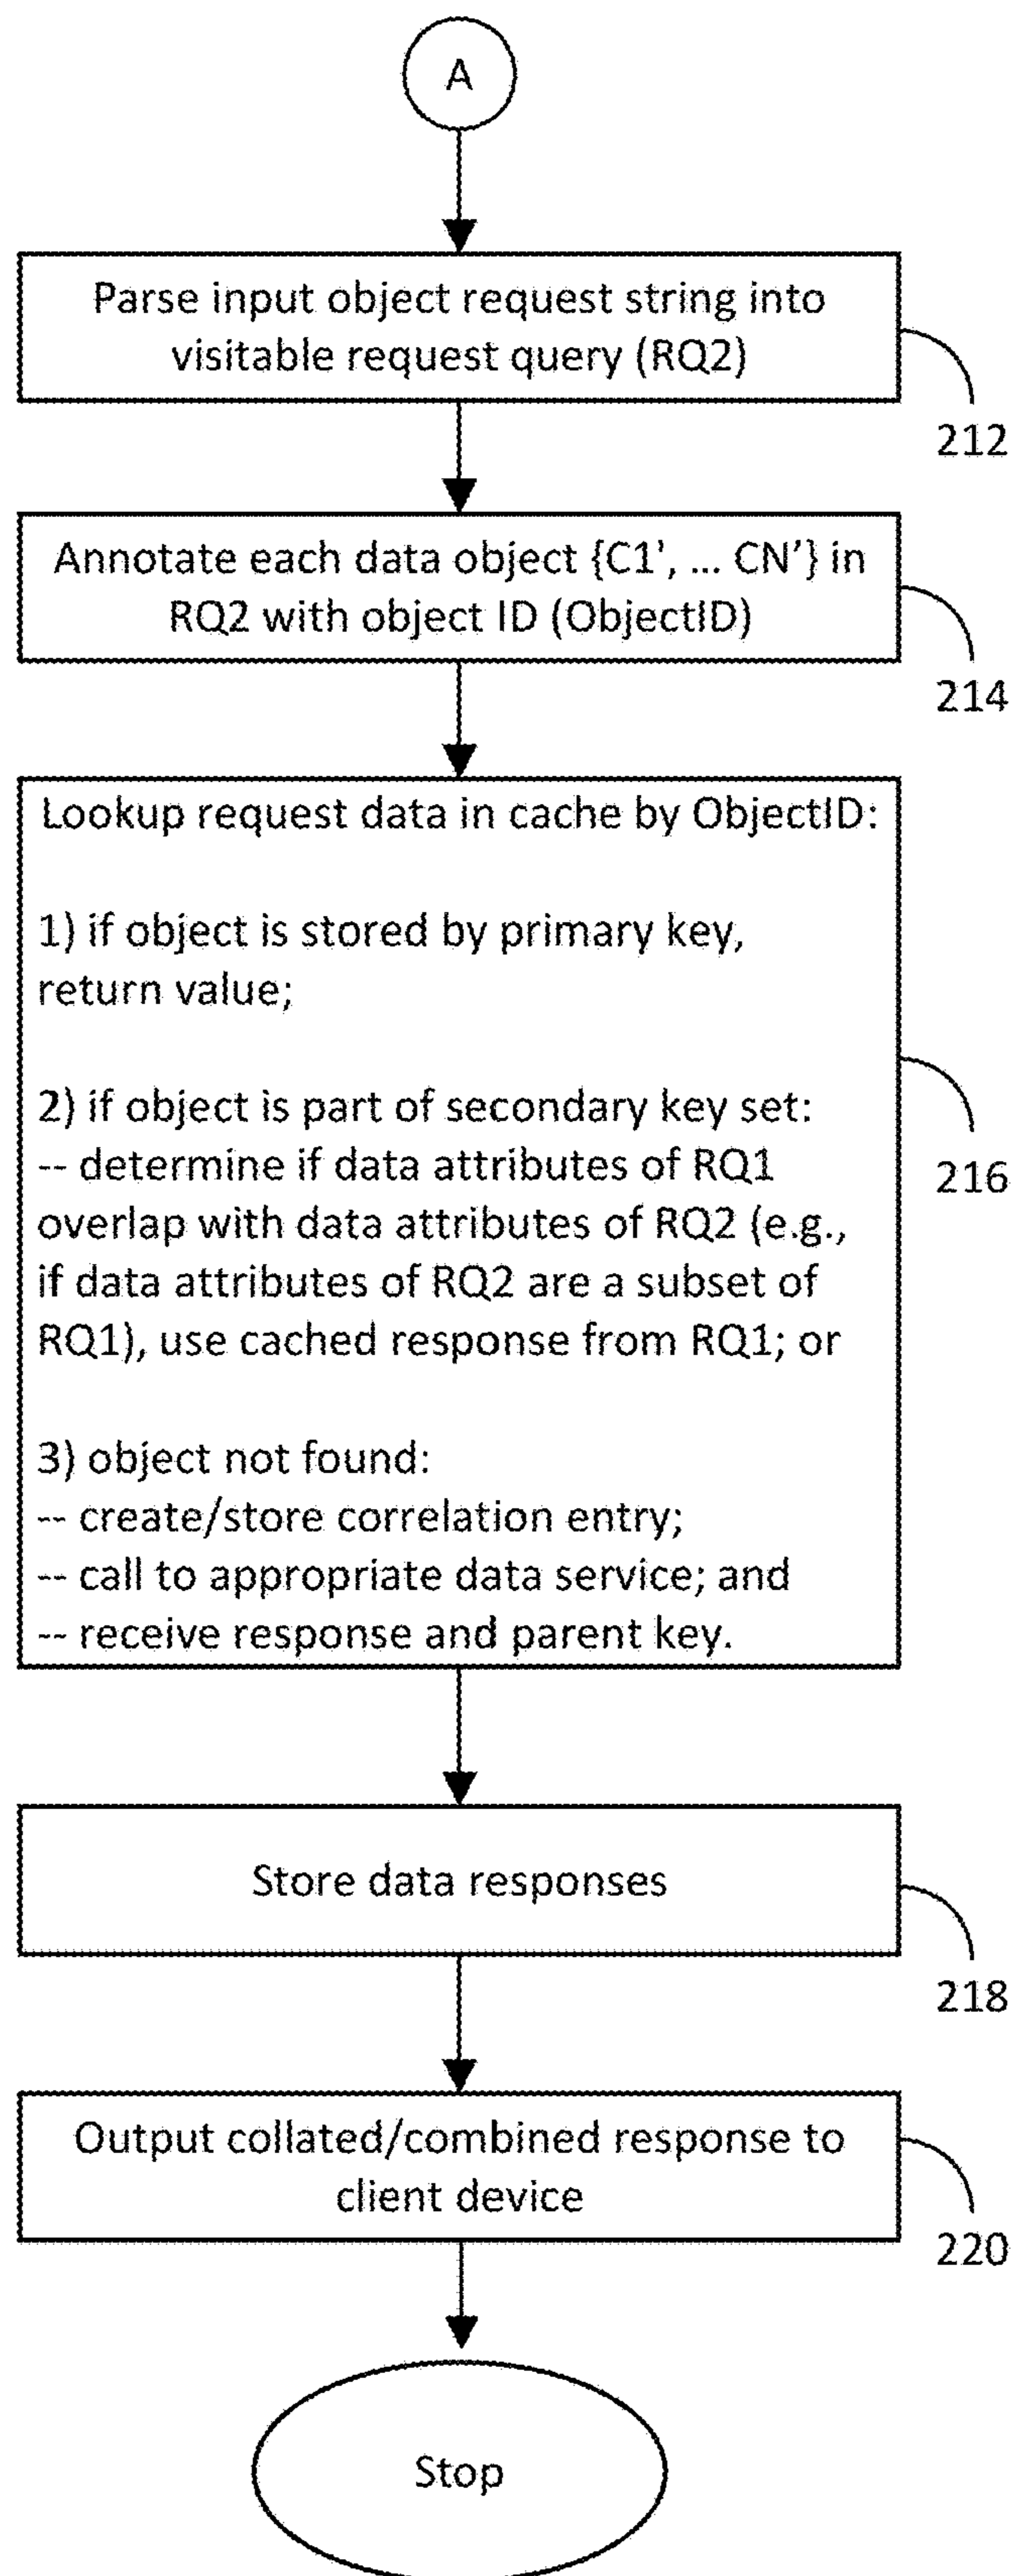 A
Parse input object request string into
visitable request query (RQ2)
212
Annotate each data object {C1', ... CN’} in
RQ2 with object ID (ObjectID)
214
Lookup request data in cache by ObjectID:
1) if object is stored by primary key,
return value;
2) if object is part of secondary key set:
-- determine if data attributes of RQ1
overlap with data attributes of RQ2 (e.g.,
if data attributes of RQ2 are a subset of
RQ1), use cached response from RQ1; or
3) object not found:
-- create/store correlation entry;
-- call to appropriate data service; and
-- receive response and parent key.
216
Store data responses
218
Output collated/combined response to
client device
220
Stop